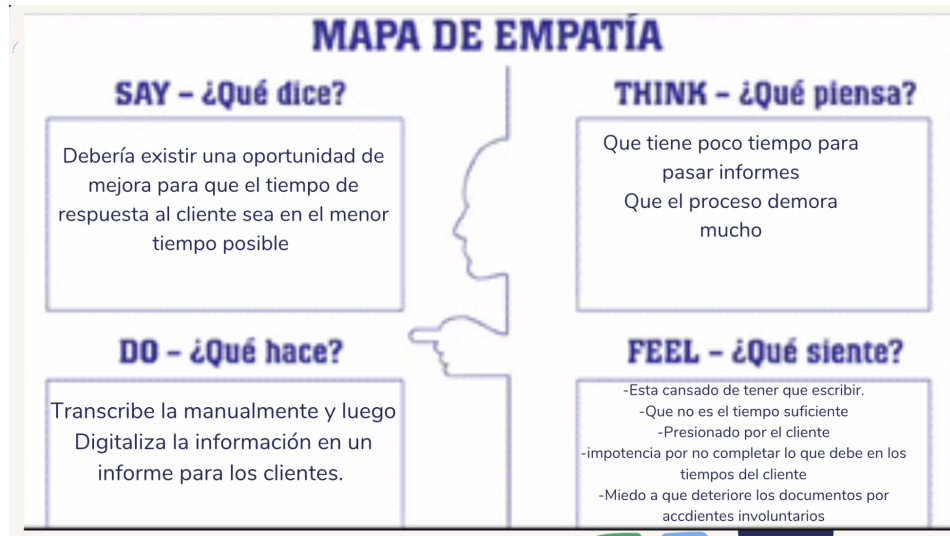 MAPA DE EMPATÍA
SAY – ¿Qué dice?
Debería existir una oportunidad de
mejora para que el tiempo de
respuesta al cliente sea en el menor
tiempo posible
THINK – ¿Qué piensa?
Que tiene poco tiempo para
pasar informes
Que el proceso demora
mucho
DO – ¿Qué hace?
Transcribe la manualmente y luego
Digitaliza la información en un
informe para los clientes.
FEEL – ¿Qué siente?
-Esta cansado de tener que escribir.
-Que no es el tiempo suficiente
-Presionado por el cliente
-impotencia por no completar lo que debe en los
tiempos del cliente
-Miedo a que deteriore los documentos por
accdientes involuntarios